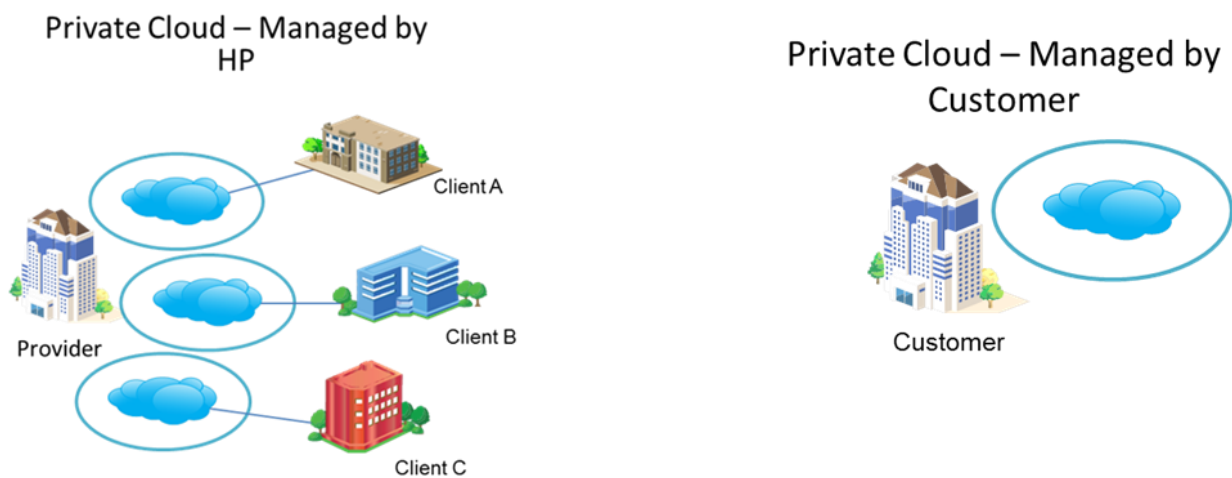 Private Cloud – Managed by
HP
Client A
Client B
Provider
Client C
Private Cloud – Managed by
Customer
Customer